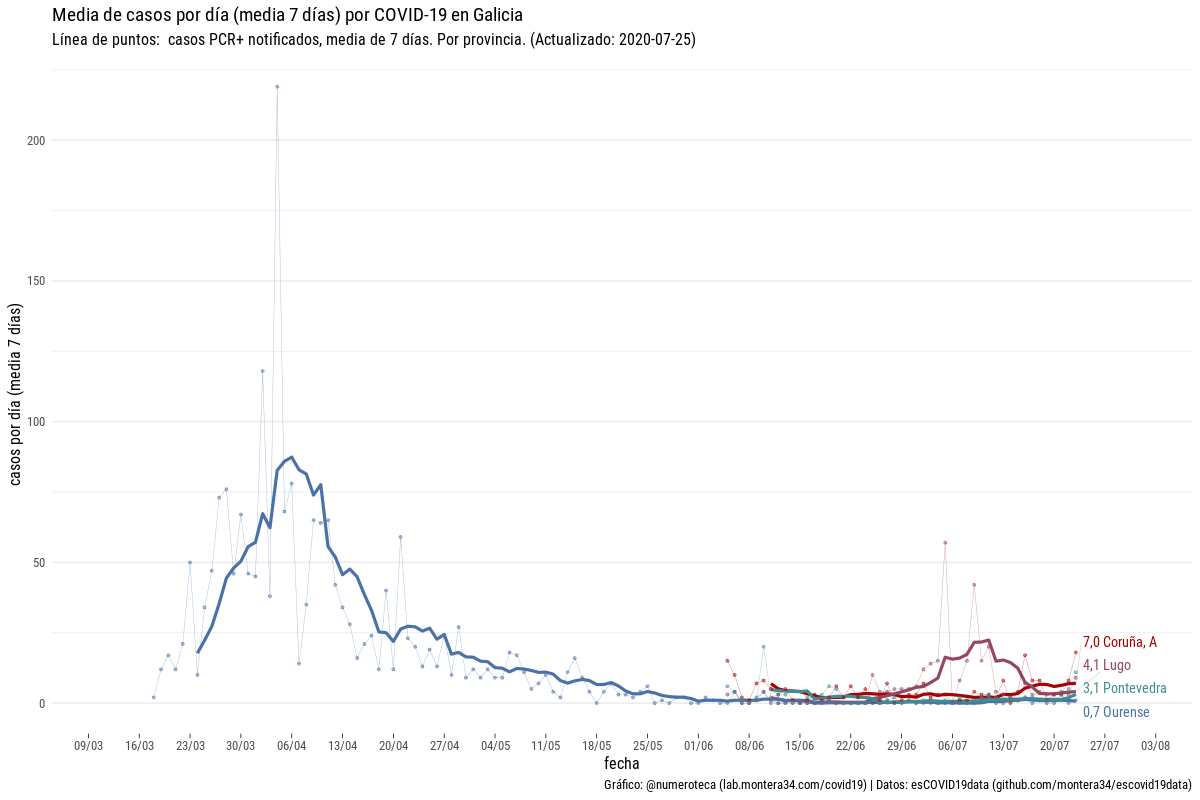 Media de casos por día (media 7 días) por COVID-19 en Galicia
Línea de puntos:  casos PCR+ notificados, media de 7 días. Por provincia. (Actualizado: 2020-07-25)
casos por día (media 7 días)
200
150
100
50
0
7,0 Coruña, A
4,1 Lugo
3,1 Pontevedra
0,7 Ourense
09/03 16/03 23/03 30/03 06/04 13/04 20/04 27/04 04/05 11/05 18/05 25/05 01/06 08/06 15/06 22/06 29/06 06/07 13/07 20/07 27/07 03/08
fecha
Gráfico: @numeroteca (lab.montera34.com/covid19) | Datos: esCOVID19data (github.com/montera34/escovid19data)